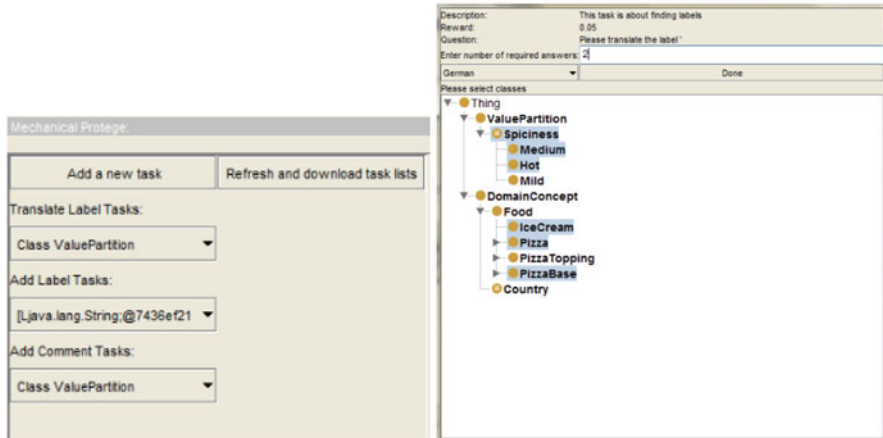 Mechanical Protege:
Add a new task
Refresh and download task lists
Translate Label Tasks:
Class ValuePartition
Add Label Tasks:
[Ljava.lang.String;@7436ef21
Add Comment Tasks:
Class ValuePartition
Description: This task is about finding labels
Reward: 0.05
Question: Please translate the label '
Enter number of required answers: 2
German Done
Please select classes
Thing
ValuePartition
Spiciness
Medium
Hot
Mild
DomainConcept
Food
IceCream
Pizza
PizzaTopping
PizzaBase
Country